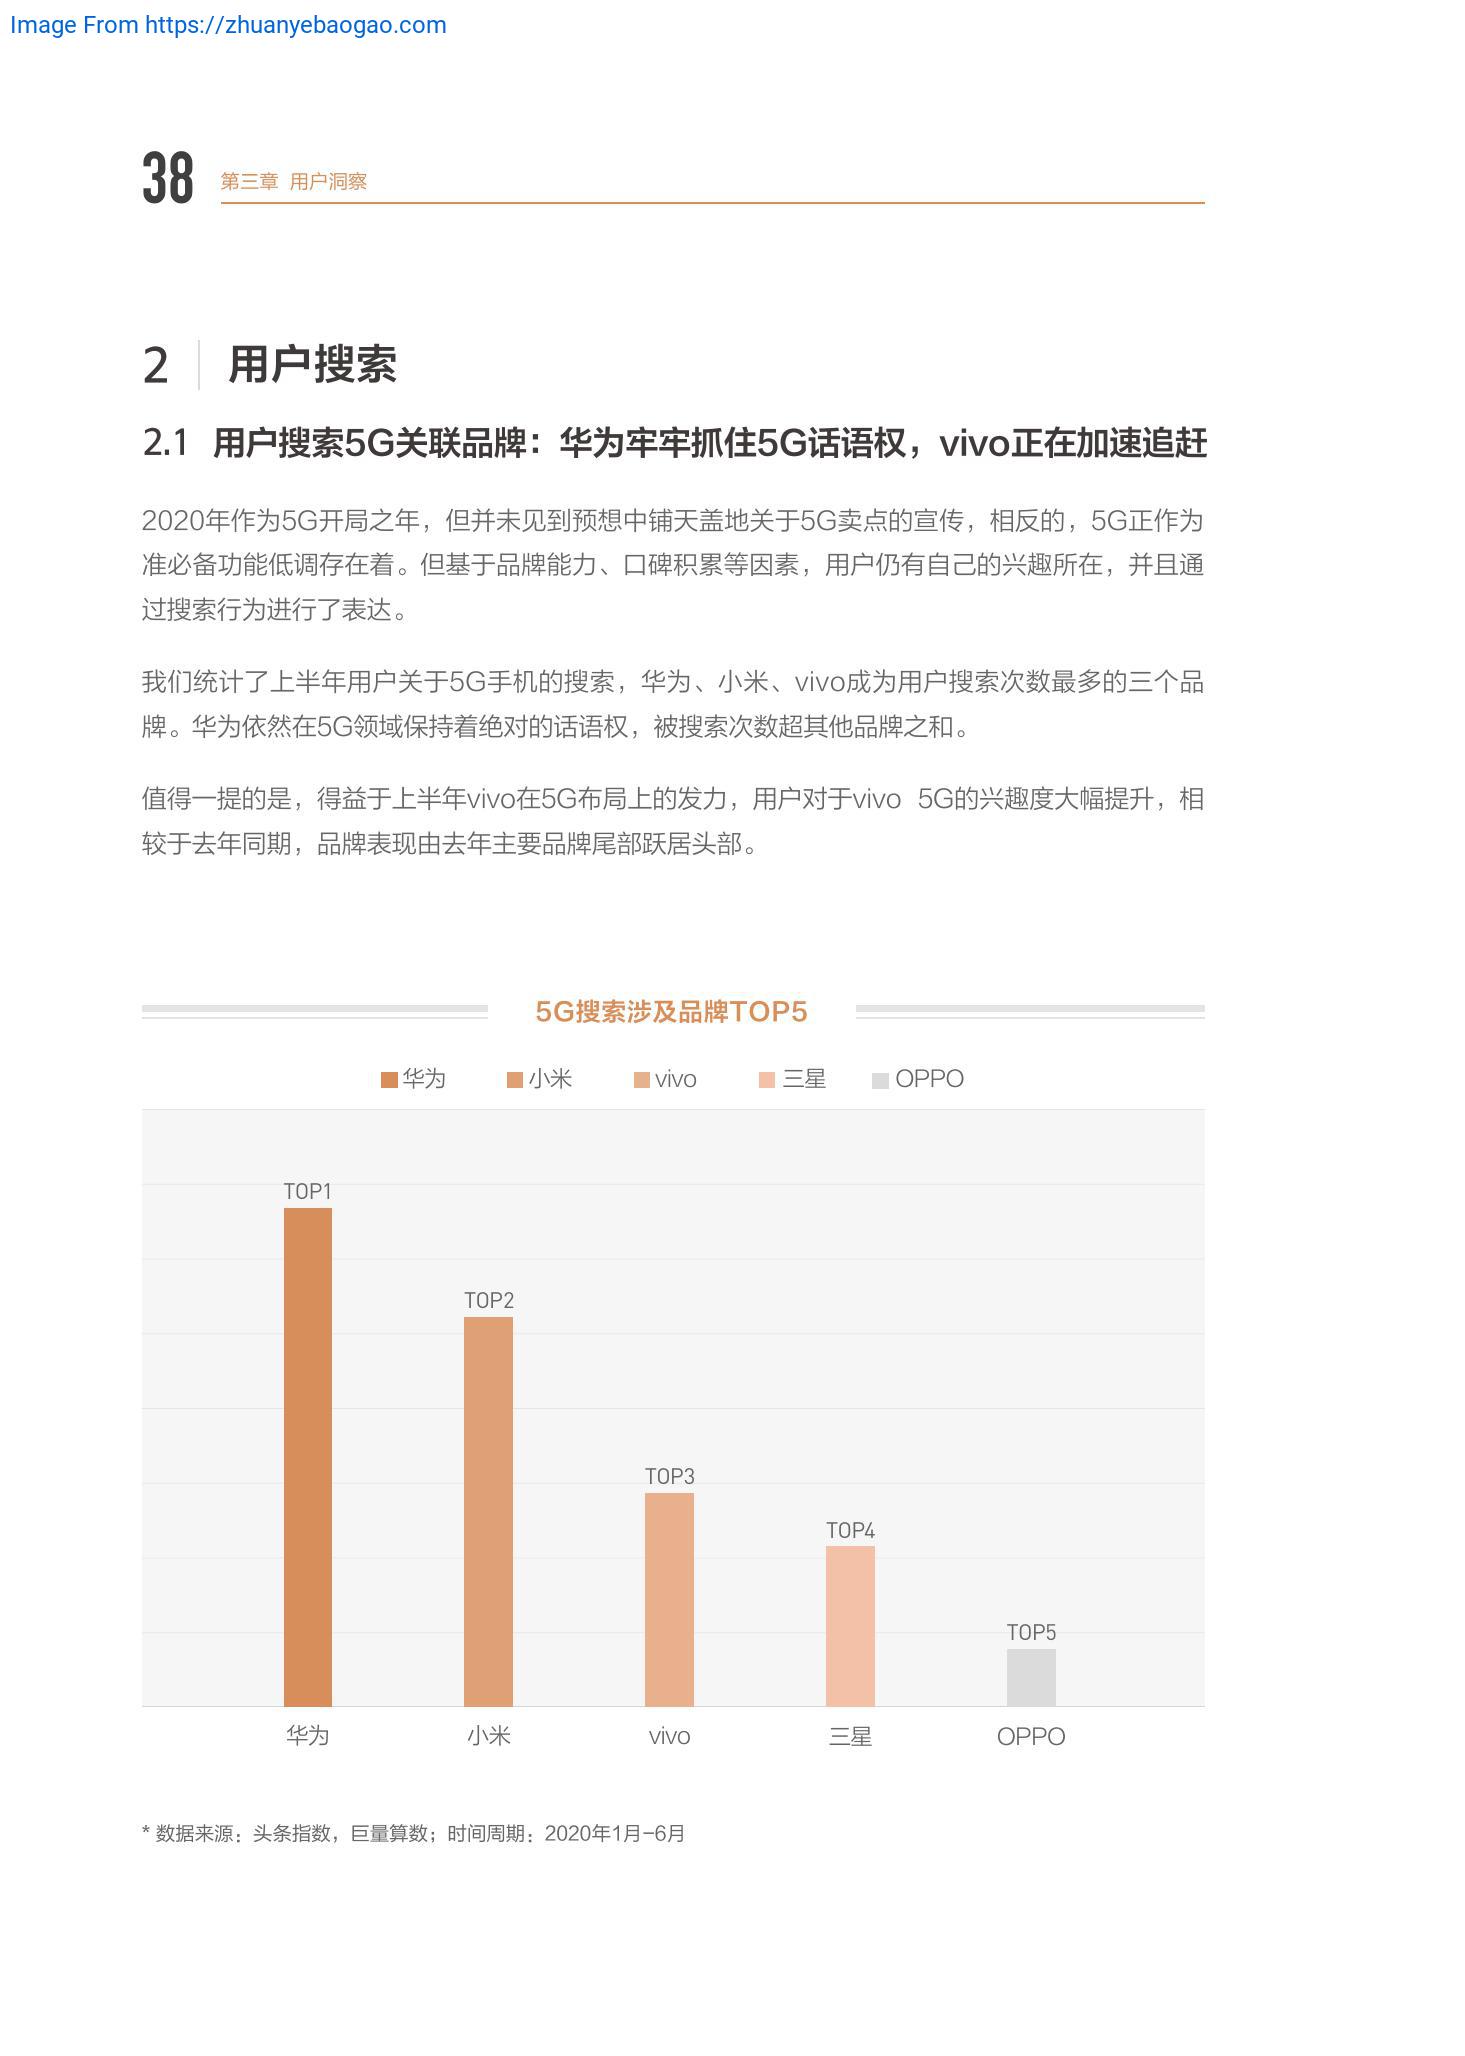 Image From https://zhuanyebaogao.com
38 第三章 用户洞察
2 用户搜索
2.1 用户搜索5G关联品牌：华为牢牢抓住5G话语权，vivo正在加速追赶
2020年作为5G开局之年，但并未见到预想中铺天盖地关于5G卖点的宣传，相反的，5G正作为
准必备功能低调存在着。但基于品牌能力、口碑积累等因素，用户仍有自己的兴趣所在，并且通
过搜索行为进行了表达。
我们统计了上半年用户关于5G手机的搜索，华为、小米、vivo成为用户搜索次数最多的三个品
牌。华为依然在5G领域保持着绝对的话语权，被搜索次数超其他品牌之和。
值得一提的是，得益于上半年vivo在5G布局上的发力，用户对于vivo 5G的兴趣度大幅提升，相
较于去年同期，品牌表现由去年主要品牌尾部跃居头部。
5G搜索涉及品牌TOP5
华为 小米 vivo 三星 OPPO
TOP1
TOP2
TOP3
TOP4
TOP5
华为 小米 vivo 三星 OPPO
* 数据来源：头条指数，巨量算数；时间周期：2020年1月-6月